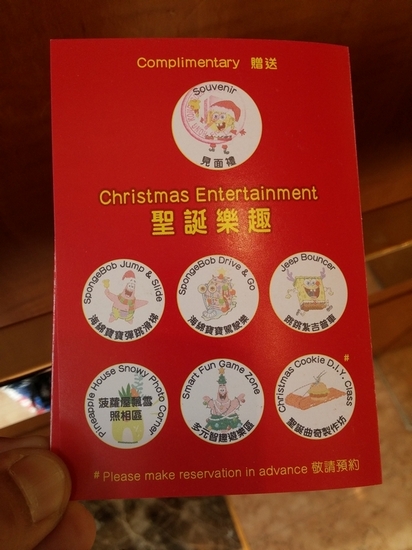 Complimentary 贈送
Souvenir
見面禮
Christmas Entertainment
聖誕樂趣
SpongeBob Jump & Slide
海綿寶寶彈跳滑梯
SpongeBob Drive & Go
海綿寶寶駕駛樂
Jeep Bouncer
跳跳紮吉普車
Pineapple House Snowy Photo Corner
菠蘿屋飄雪
照相區
Smart Fun Game Zone
多元智趣遊樂區
Christmas Cookie D.I.Y. Class #
聖誕曲奇製作坊
# Please make reservation in advance 敬請預約